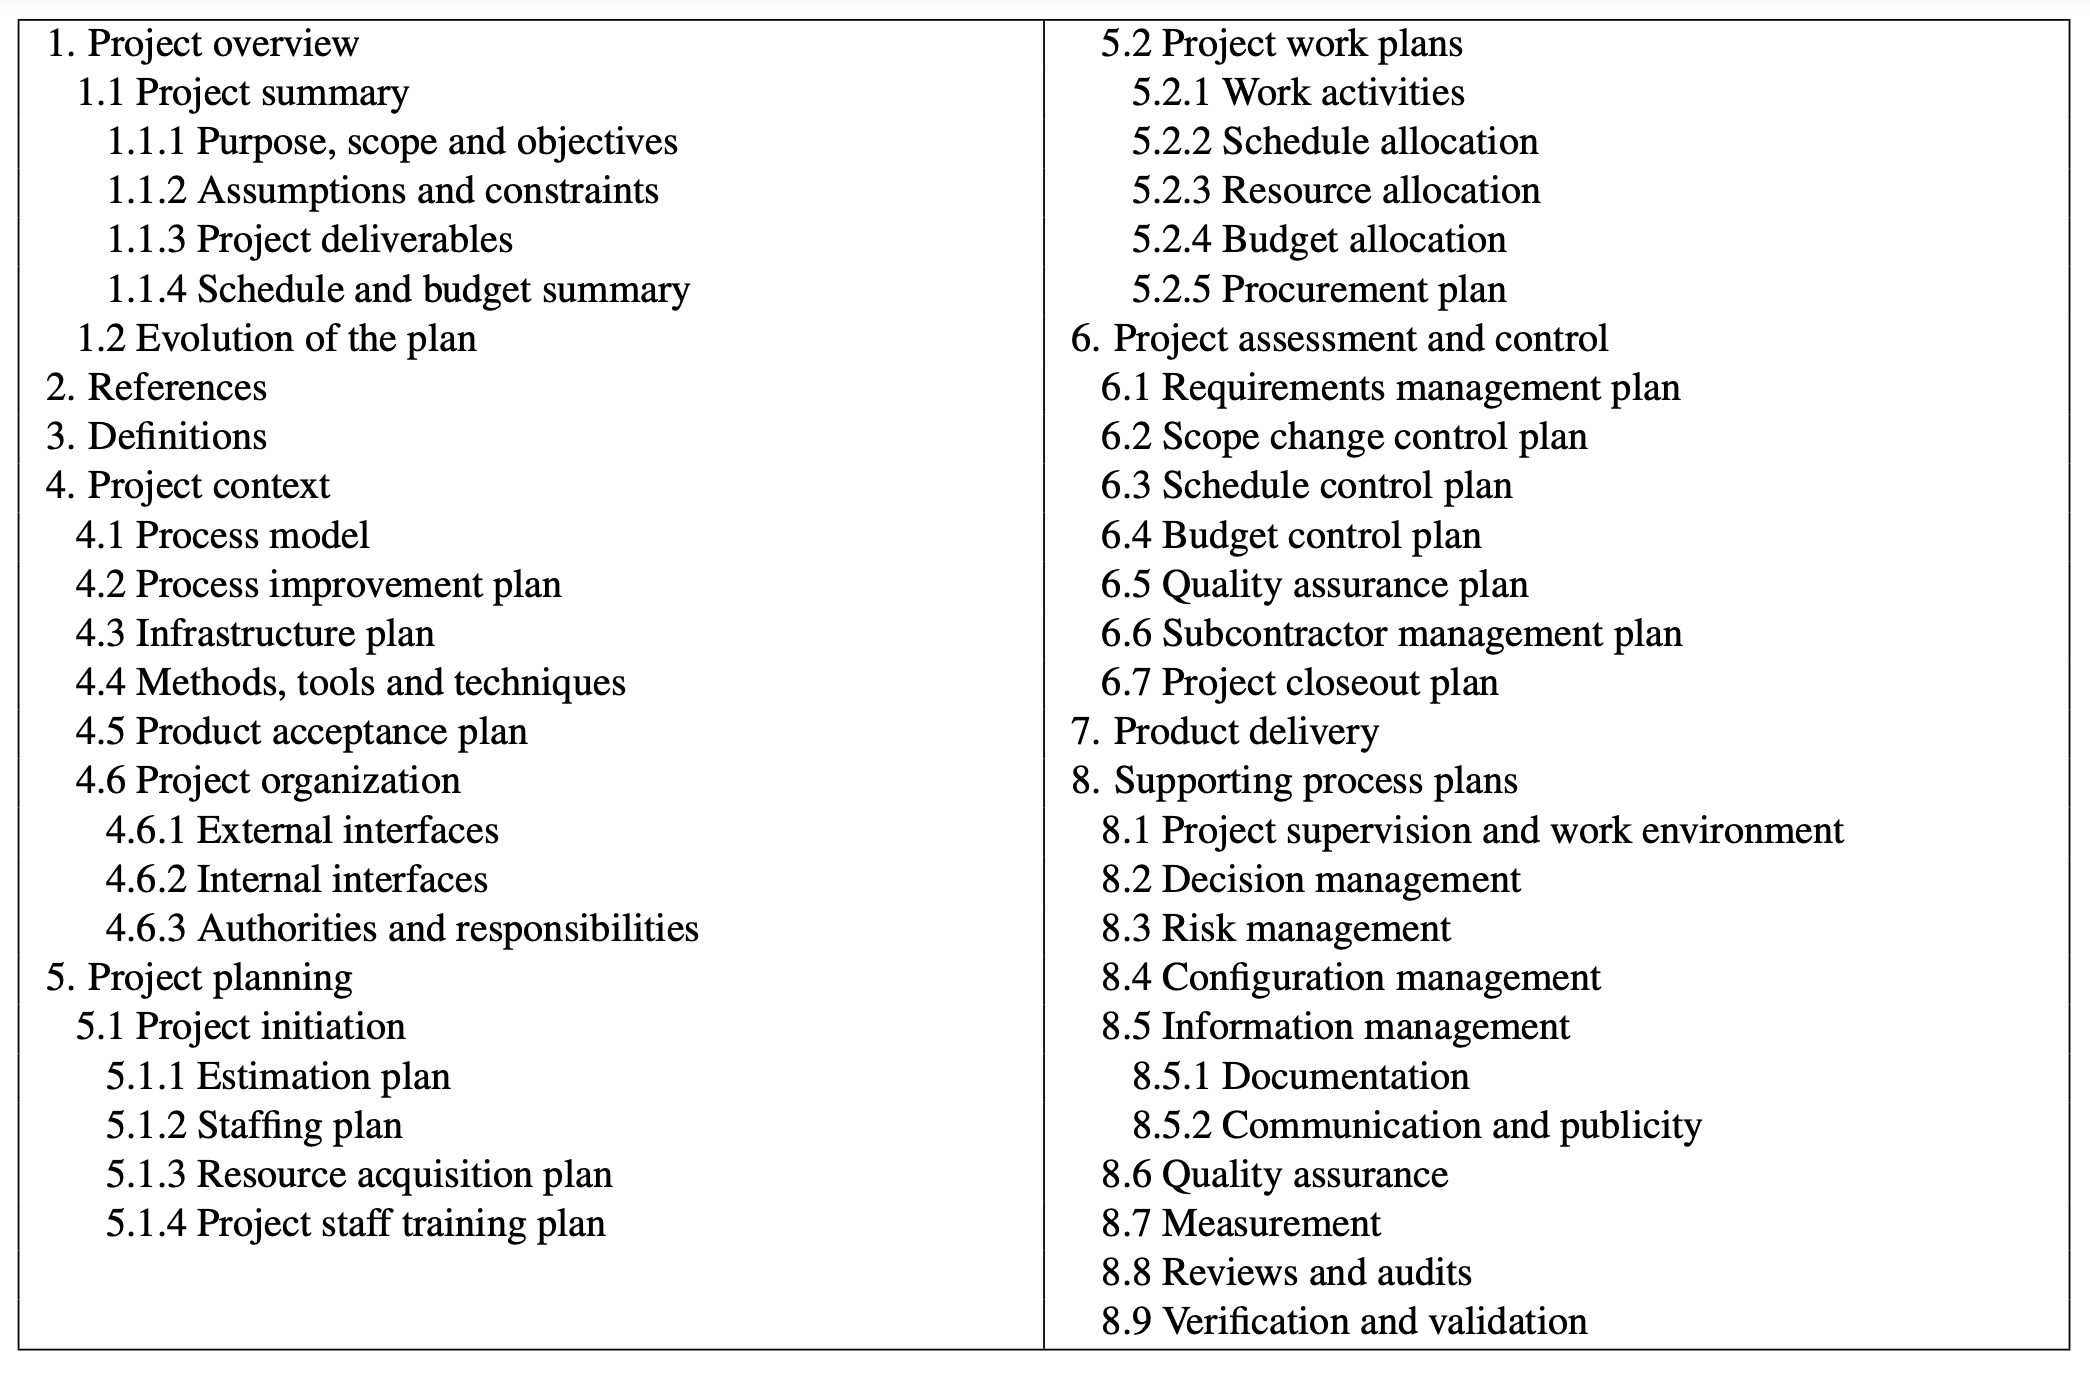 1. Project overview
1.1 Project summary
1.1.1 Purpose, scope and objectives
1.1.2 Assumptions and constraints
1.1.3 Project deliverables
1.1.4 Schedule and budget summary
1.2 Evolution of the plan
2. References
3. Definitions
4. Project context
4.1 Process model
4.2 Process improvement plan
4.3 Infrastructure plan
4.4 Methods, tools and techniques
4.5 Product acceptance plan
4.6 Project organization
4.6.1 External interfaces
4.6.2 Internal interfaces
4.6.3 Authorities and responsibilities
5. Project planning
5.1 Project initiation
5.1.1 Estimation plan
5.1.2 Staffing plan
5.1.3 Resource acquisition plan
5.1.4 Project staff training plan
5.2 Project work plans
5.2.1 Work activities
5.2.2 Schedule allocation
5.2.3 Resource allocation
5.2.4 Budget allocation
5.2.5 Procurement plan
6. Project assessment and control
6.1 Requirements management plan
6.2 Scope change control plan
6.3 Schedule control plan
6.4 Budget control plan
6.5 Quality assurance plan
6.6 Subcontractor management plan
6.7 Project closeout plan
7. Product delivery
8. Supporting process plans
8.1 Project supervision and work environment
8.2 Decision management
8.3 Risk management
8.4 Configuration management
8.5 Information management
8.5.1 Documentation
8.5.2 Communication and publicity
8.6 Quality assurance
8.7 Measurement
8.8 Reviews and audits
8.9 Verification and validation